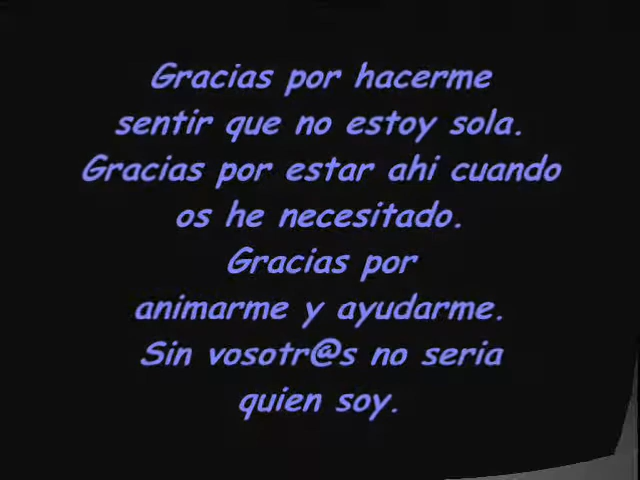 Gracias por hacerme
sentir que no estoy sola.
Gracias por estar ahi cuando
os he necesitado.
Gracias por
animarme y ayudarme.
Sin vosotr@s no seria
quien soy.